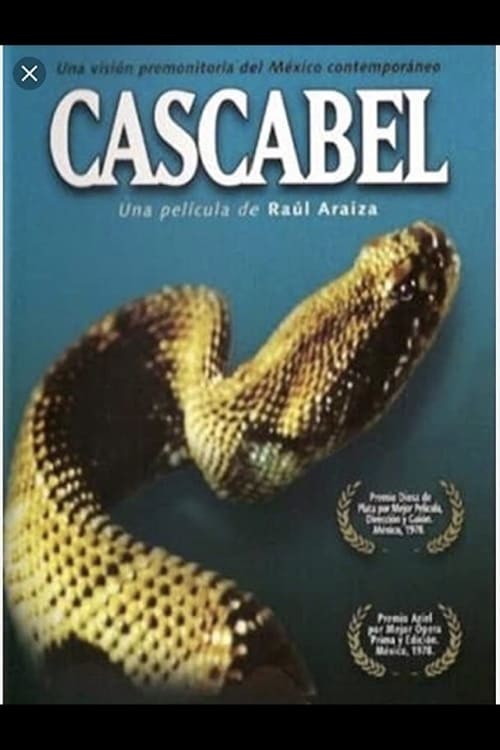 Una visión premonitoria del México contemporáneo
CASCABEL
Una película de Raúl Araiza
Premio Diosa de
Plata por Mejor Película,
Dirección y Guión.
México, 1978.
Premio Ariel
por Mejor Ópera
Prima y Edición.
México, 1978.